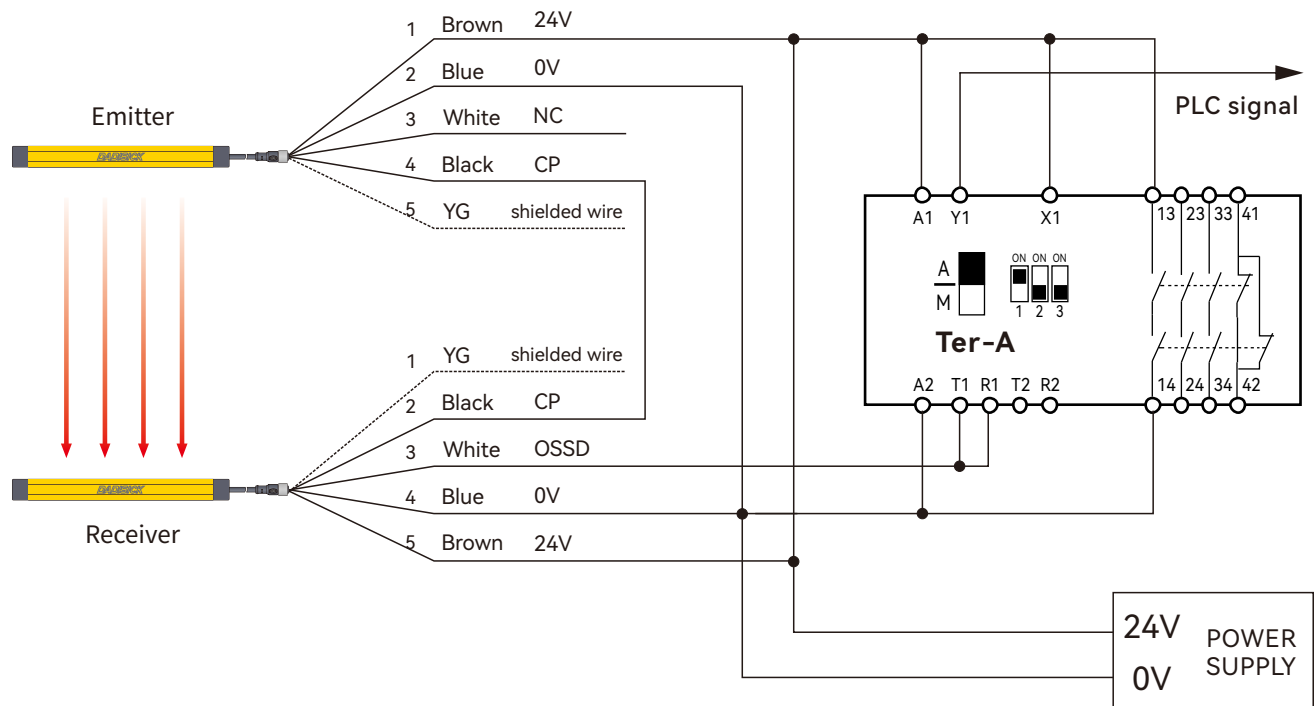 1 Brown 24V
2 Blue 0V
3 White NC
4 Black CP
5 YG shielded wire
Emitter
DADISICK
PLC signal
A1 Y1 X1 13 23 33 41
A
M
ON ON ON
1 2 3
Ter-A
A2 T1 R1 T2 R2 14 24 34 42
1 YG shielded wire
2 Black CP
3 White OSSD
4 Blue 0V
5 Brown 24V
DADISICK
Receiver
24V
0V
POWER
SUPPLY